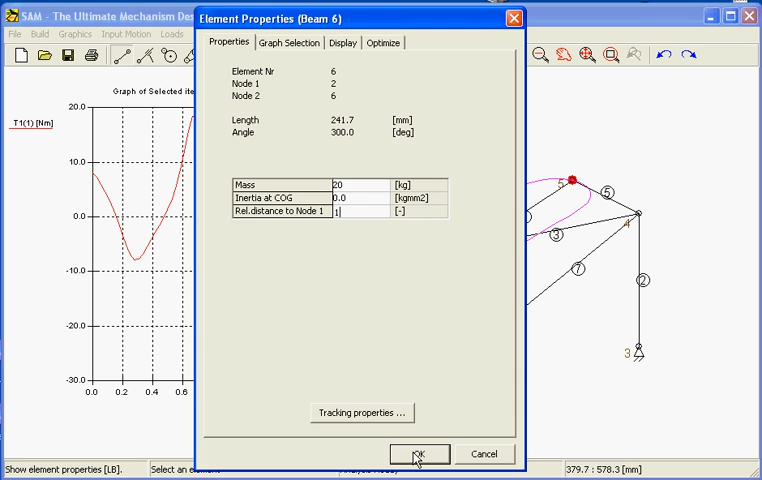 SAM - The Ultimate Mechanism Des
File Build Graphics Input Motion Loads
Graph of Selected ite
T1(1) [Nm]
20.0
10.0
0.0
-10.0
-20.0
-30.0
0.0 0.2 0.4 0.6
Element Properties (Beam 6)
Properties Graph Selection Display Optimize
Element Nr 6
Node 1 2
Node 2 6
Length 241.7 [mm]
Angle 300.0 [deg]
Mass 20 [kg]
Inertia at COG 0.0 [kgmm2]
Rel.distance to Node 1 1 [-]
Tracking properties ...
OK Cancel
5
5
4
3
7
2
3
Show element properties [LB]. Select an element 379.7 : 578.3 [mm]